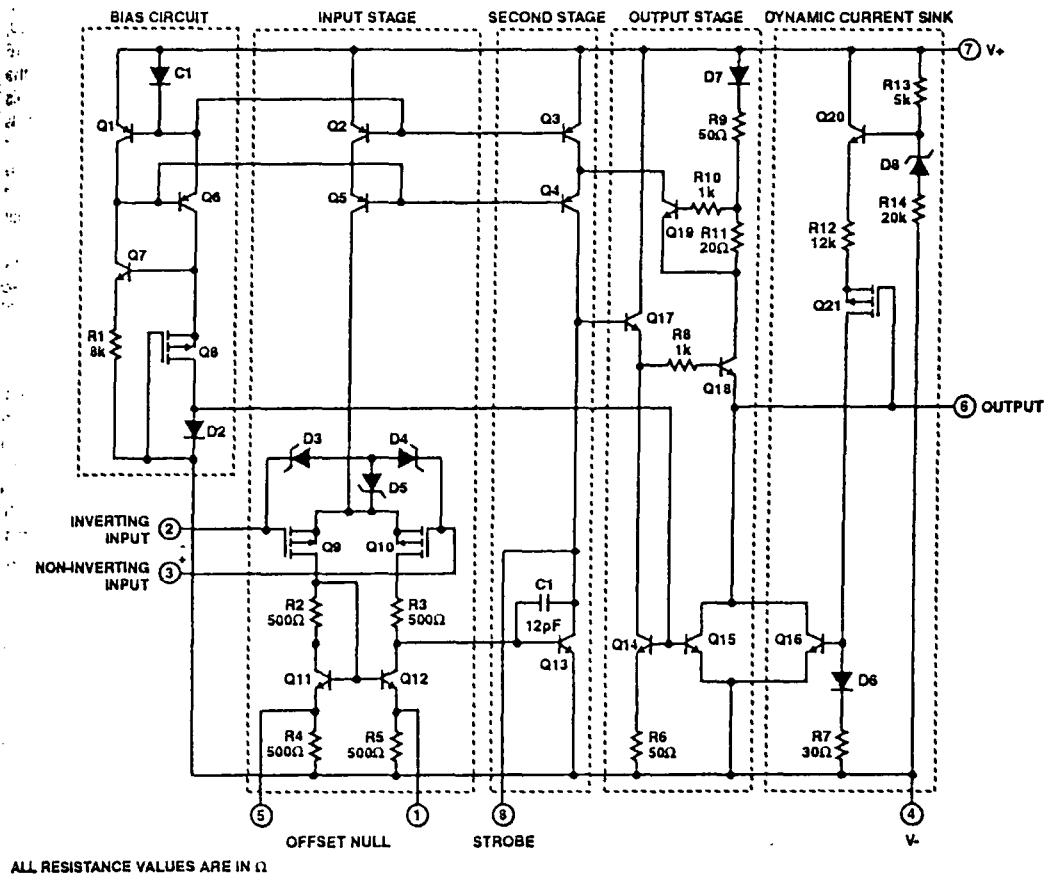 BIAS CIRCUIT
INPUT STAGE
SECOND STAGE
OUTPUT STAGE
DYNAMIC CURRENT SINK
7 V+
C1
D7
R13
5k
Q1
Q2
Q3
R9
50Ω
Q20
D8
Q6
Q5
Q4
R10
1k
Q19
R11
20Ω
R12
12k
R14
20k
Q7
Q21
R1
8k
Q8
Q17
R8
1k
Q18
6 OUTPUT
D2
D3
D4
D5
INVERTING
INPUT
2
Q9
Q10
NON-INVERTING
INPUT
3
+
R2
500Ω
R3
500Ω
C1
12pF
Q13
Q14
Q15
Q16
Q11
Q12
D6
R4
500Ω
R5
500Ω
R6
50Ω
R7
30Ω
5
1
8
4
OFFSET NULL
STROBE
V-
ALL RESISTANCE VALUES ARE IN Ω